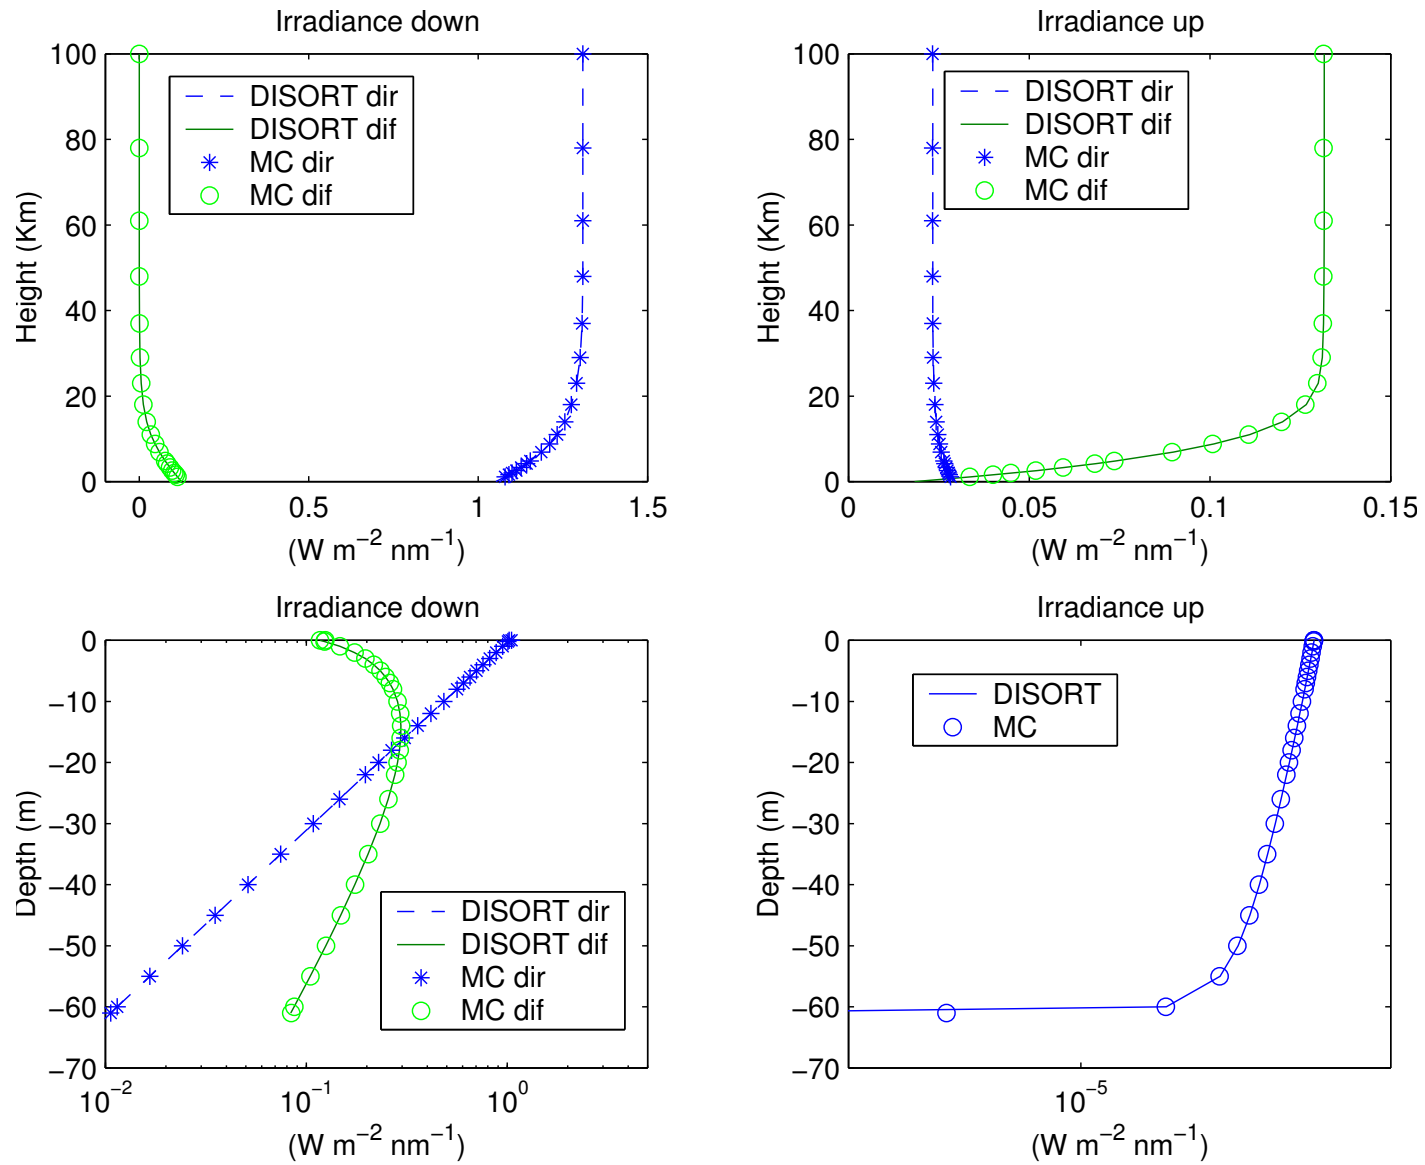 Irradiance down
100
80
60
40
20
0
Height (Km)
DISORT dir
DISORT dif
MC dir
MC dif
0 0.5 1 1.5
(W m⁻² nm⁻¹)
Irradiance up
100
80
60
40
20
0
Height (Km)
DISORT dir
DISORT dif
MC dir
MC dif
0 0.05 0.1 0.15
(W m⁻² nm⁻¹)
Irradiance down
0
−10
−20
−30
−40
−50
−60
−70
Depth (m)
DISORT dir
DISORT dif
MC dir
MC dif
10⁻² 10⁻¹ 10⁰
(W m⁻² nm⁻¹)
Irradiance up
0
−10
−20
−30
−40
−50
−60
−70
Depth (m)
DISORT
MC
10⁻⁵
(W m⁻² nm⁻¹)